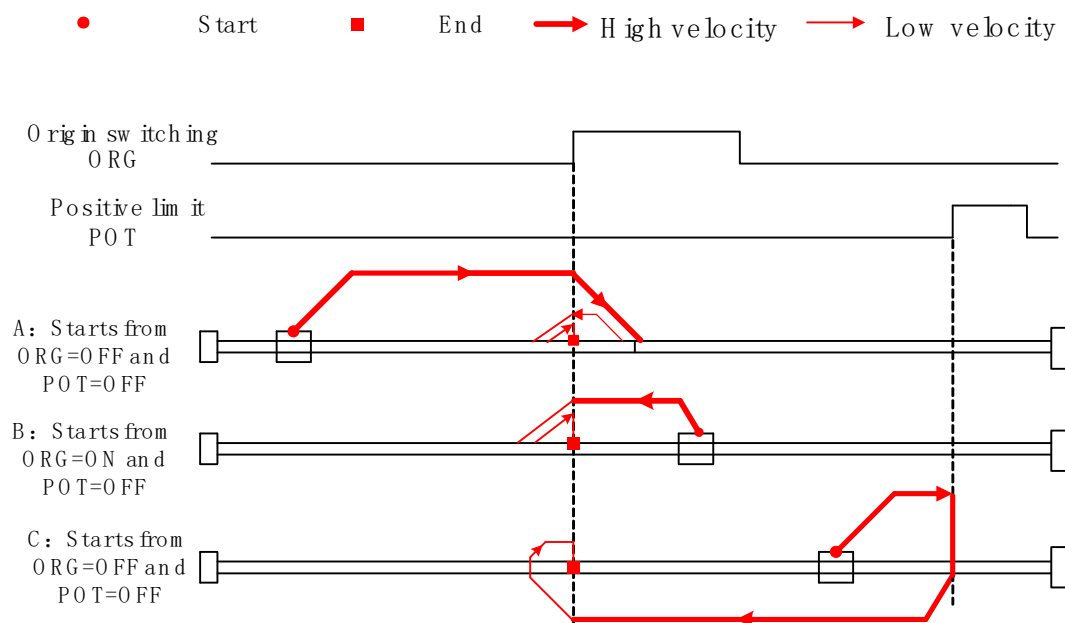 Start End High velocity Low velocity
Origin switching
ORG
Positive limit
POT
A: Starts from
ORG=OFF and
POT=OFF
B: Starts from
ORG=ON and
POT=OFF
C: Starts from
ORG=OFF and
POT=OFF